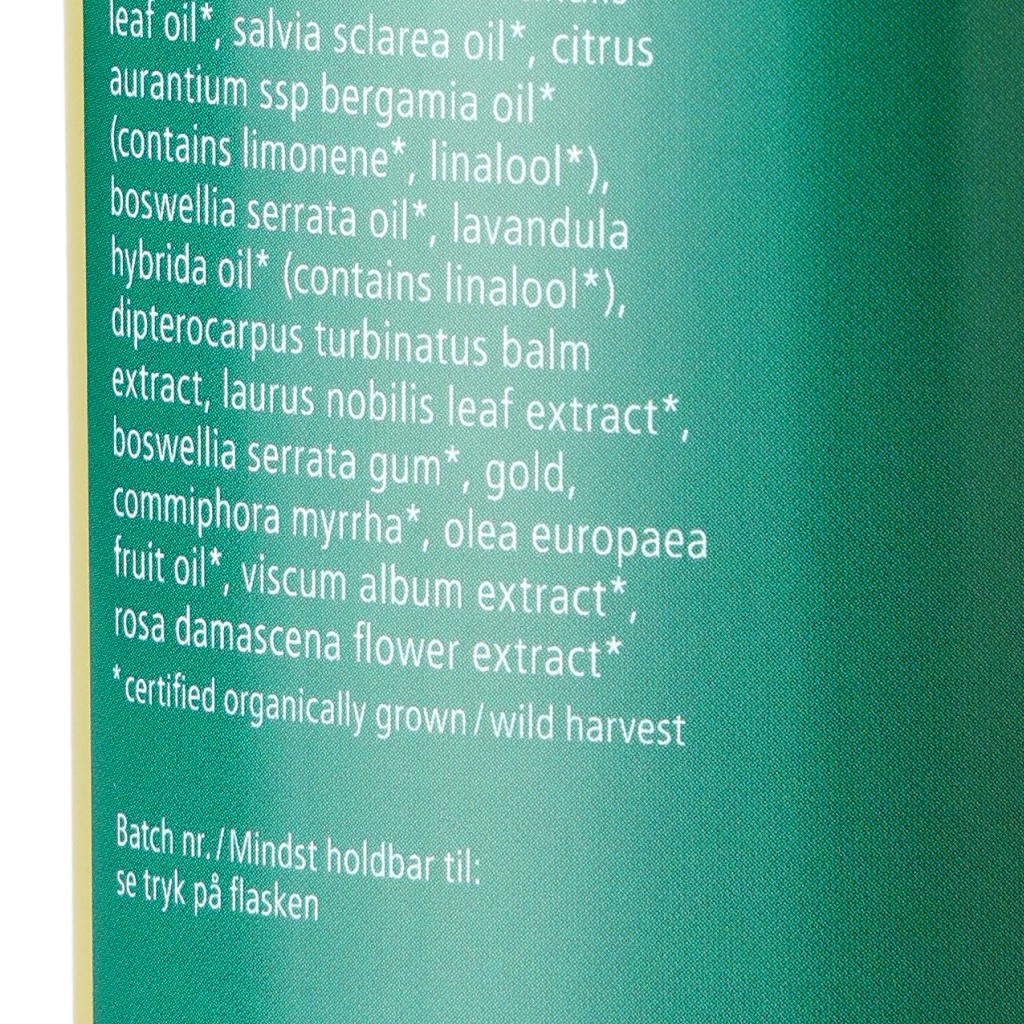 leaf oil*, salvia sclarea oil*, citrus
aurantium ssp bergamia oil*
(contains limonene*, linalool*),
boswellia serrata oil*, lavandula
hybrida oil* (contains linalool*),
dipterocarpus turbinatus balm
extract, laurus nobilis leaf extract*,
boswellia serrata gum*, gold,
commiphora myrrha*, olea europaea
fruit oil*, viscum album extract*,
rosa damascena flower extract*
*certified organically grown/wild harvest
Batch nr./Mindst holdbar til:
se tryk på flasken